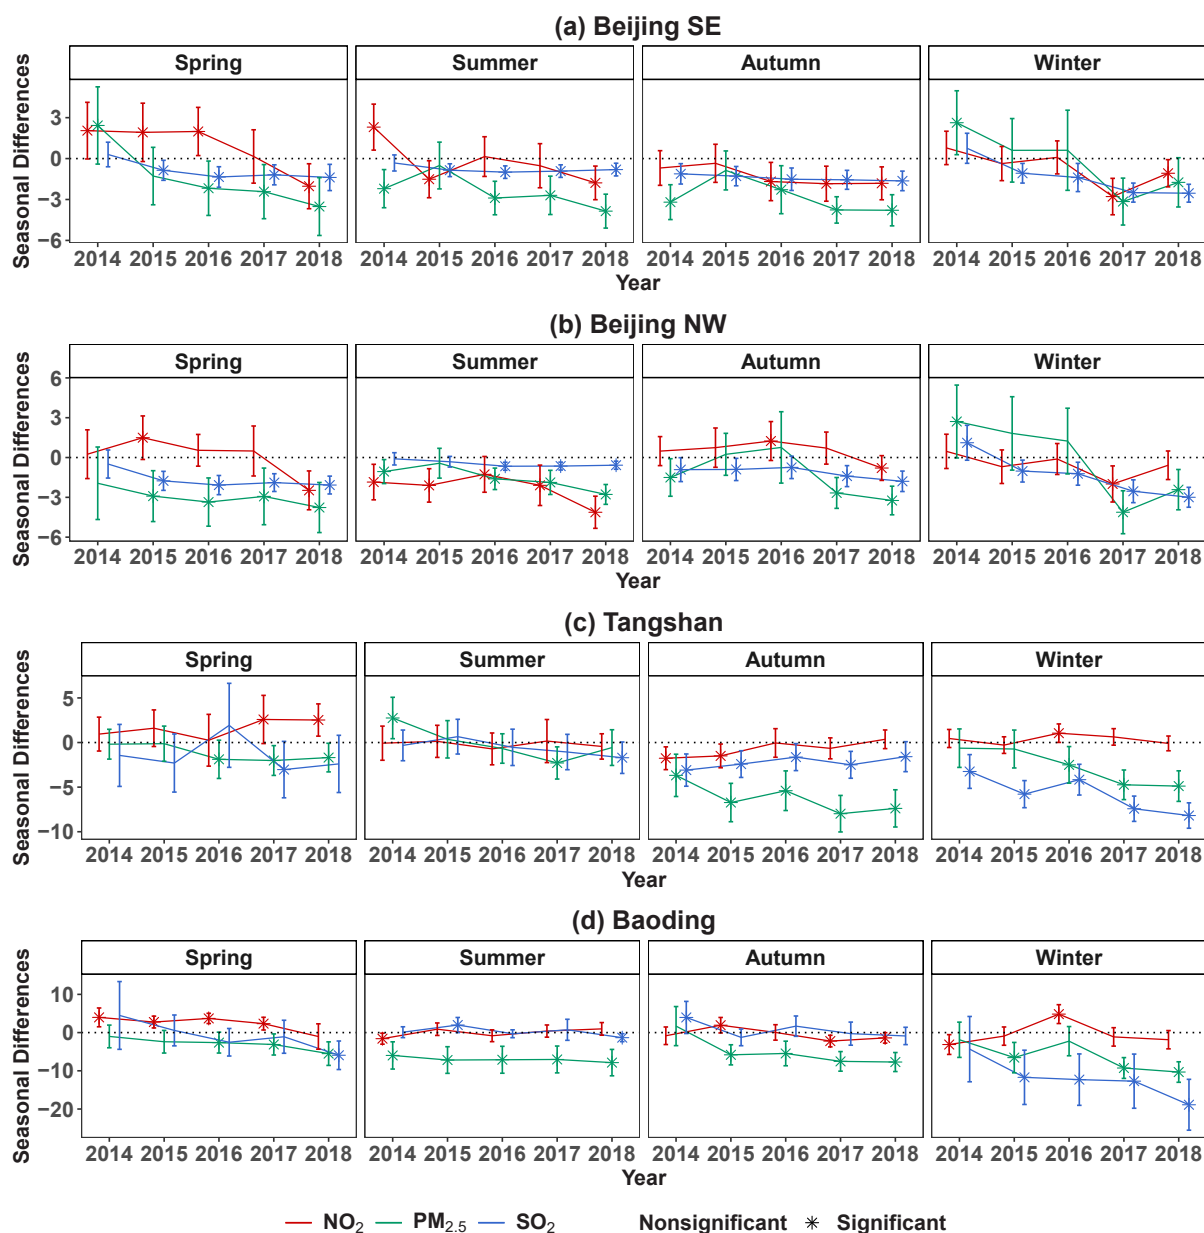 (a) Beijing SE
Spring Summer Autumn Winter
Seasonal Differences
3
0
−3
−6
2014 2015 2016 2017 2018 2014 2015 2016 2017 2018 2014 2015 2016 2017 2018 2014 2015 2016 2017 2018
Year
(b) Beijing NW
Spring Summer Autumn Winter
Seasonal Differences
6
3
0
−3
−6
2014 2015 2016 2017 2018 2014 2015 2016 2017 2018 2014 2015 2016 2017 2018 2014 2015 2016 2017 2018
Year
(c) Tangshan
Spring Summer Autumn Winter
Seasonal Differences
5
0
−5
−10
2014 2015 2016 2017 2018 2014 2015 2016 2017 2018 2014 2015 2016 2017 2018 2014 2015 2016 2017 2018
Year
(d) Baoding
Spring Summer Autumn Winter
Seasonal Differences
10
0
−10
−20
2014 2015 2016 2017 2018 2014 2015 2016 2017 2018 2014 2015 2016 2017 2018 2014 2015 2016 2017 2018
Year
NO₂ PM₂.₅ SO₂ Nonsignificant Significant